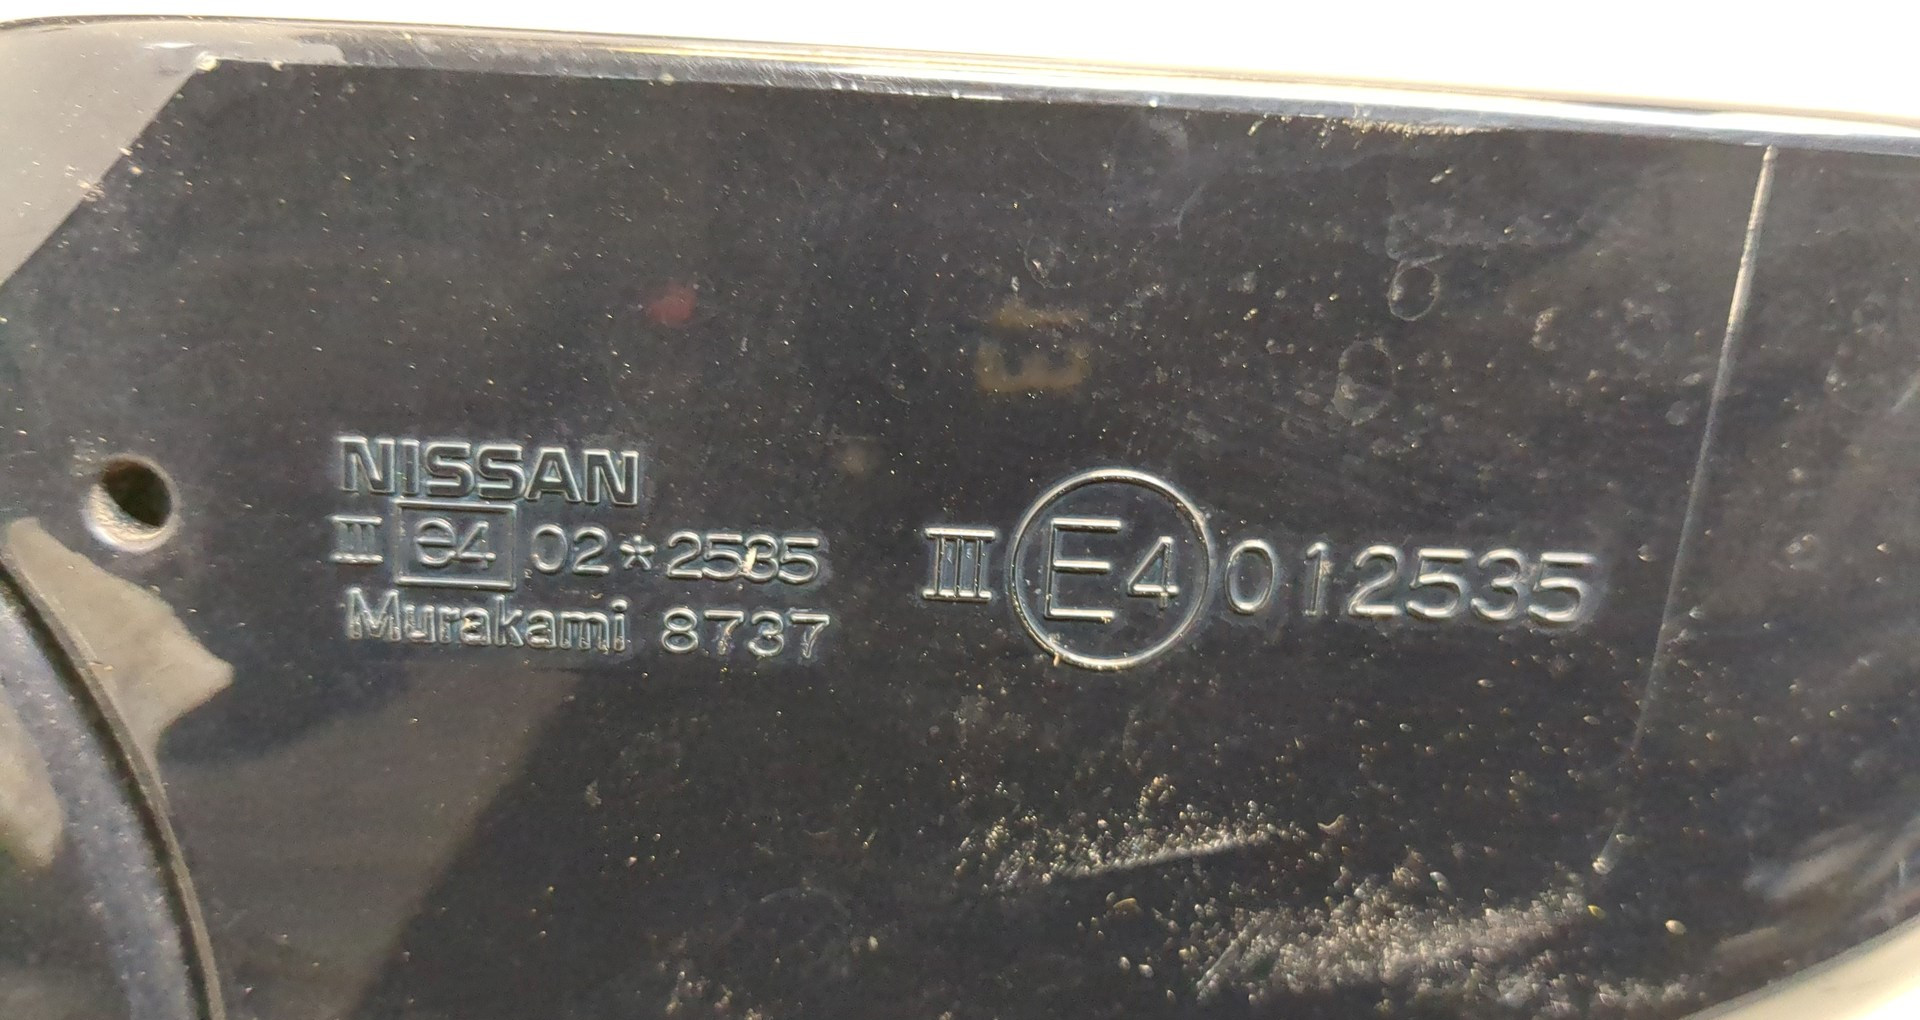 NISSAN
III e4 02*2535
Murakami 8737
III E4 012535